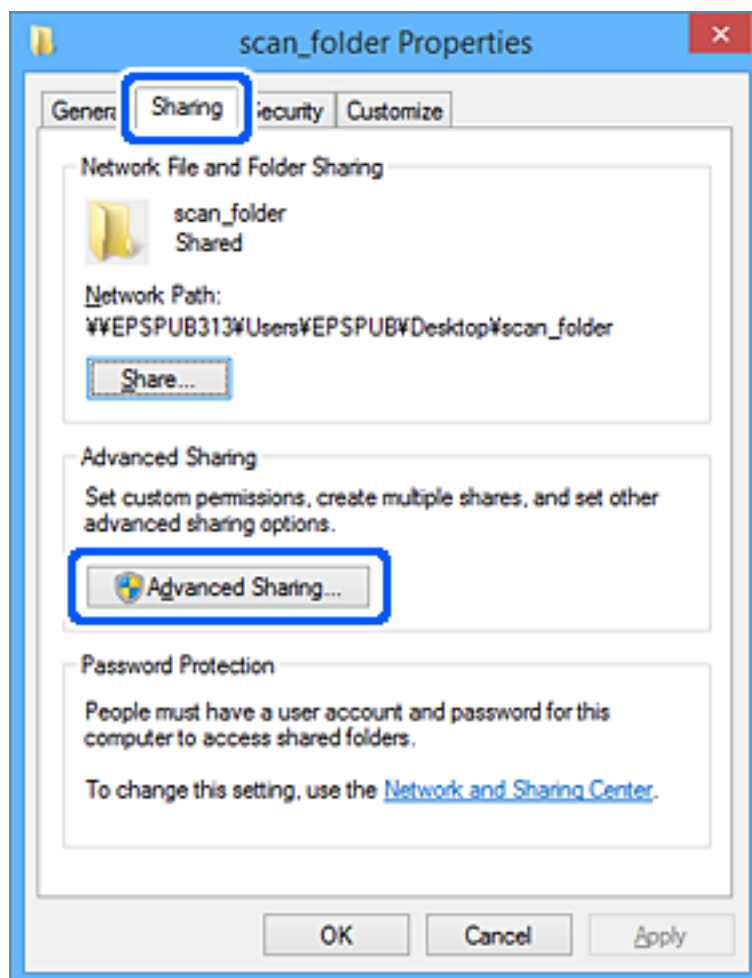 scan_folder Properties
General Sharing Security Customize
Network File and Folder Sharing
scan_folder
Shared
Network Path:
¥¥EPSPUB313¥Users¥EPSPUB¥Desktop¥scan_folder
Share...
Advanced Sharing
Set custom permissions, create multiple shares, and set other
advanced sharing options.
Advanced Sharing...
Password Protection
People must have a user account and password for this
computer to access shared folders.
To change this setting, use the Network and Sharing Center.
OK Cancel Apply